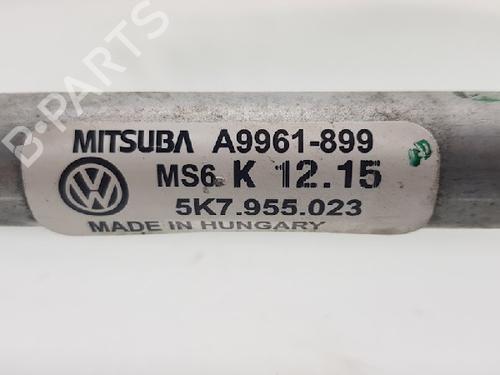 B-PARTS
MITSUBA A9961-899
MS6. K 12.15
5K7.955.023
MADE IN HUNGARY